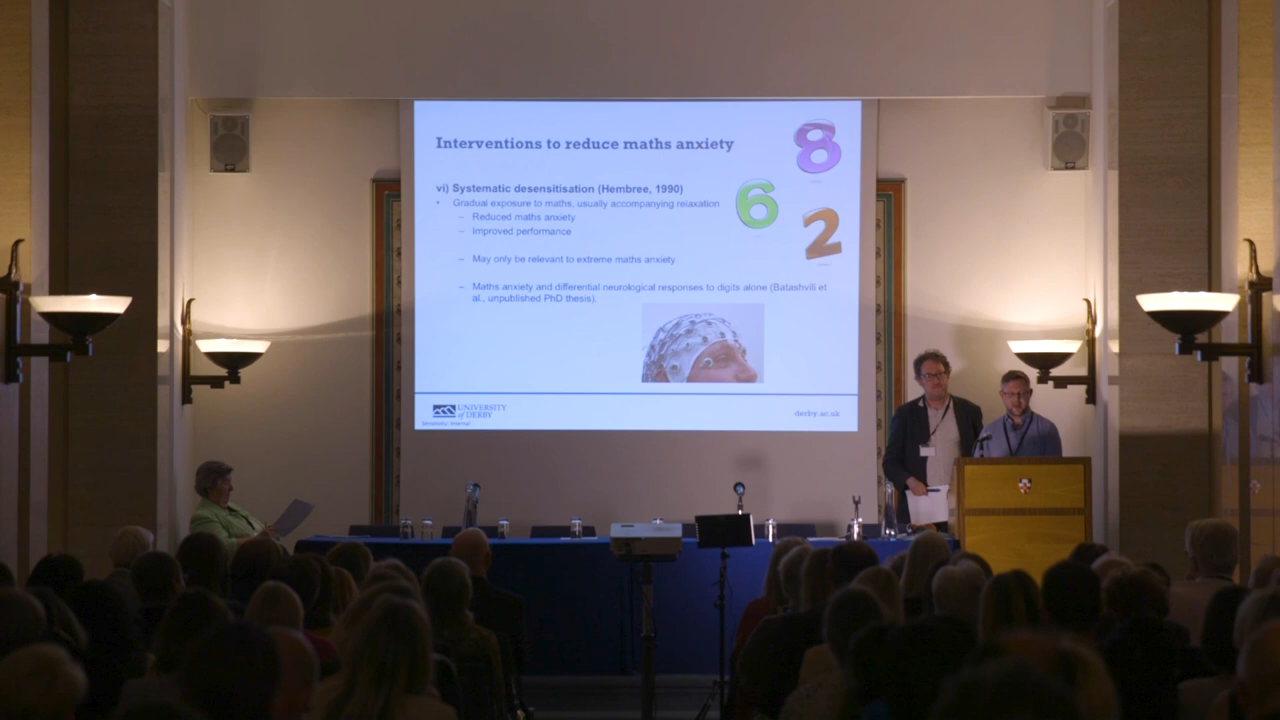 Interventions to reduce maths anxiety
8
6
2
vi) Systematic desensitisation (Hembree, 1990)
• Gradual exposure to maths, usually accompanying relaxation
– Reduced maths anxiety
– Improved performance
– May only be relevant to extreme maths anxiety
– Maths anxiety and differential neurological responses to digits alone (Batashvili et
al., unpublished PhD thesis).
UNIVERSITY
of DERBY
derby.ac.uk
Sensitivity: Internal